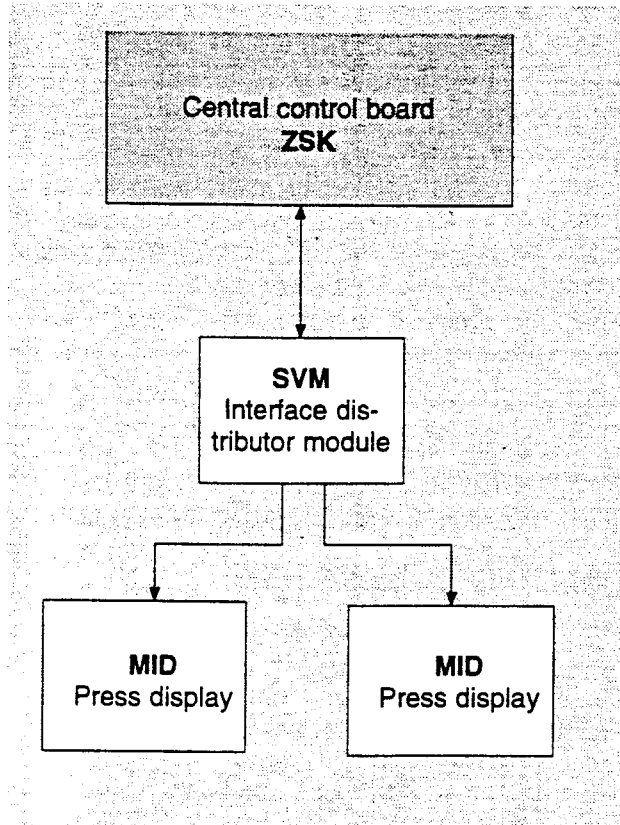 Central control board
ZSK
SVM
Interface dis-
tributor module
MID
Press display
MID
Press display